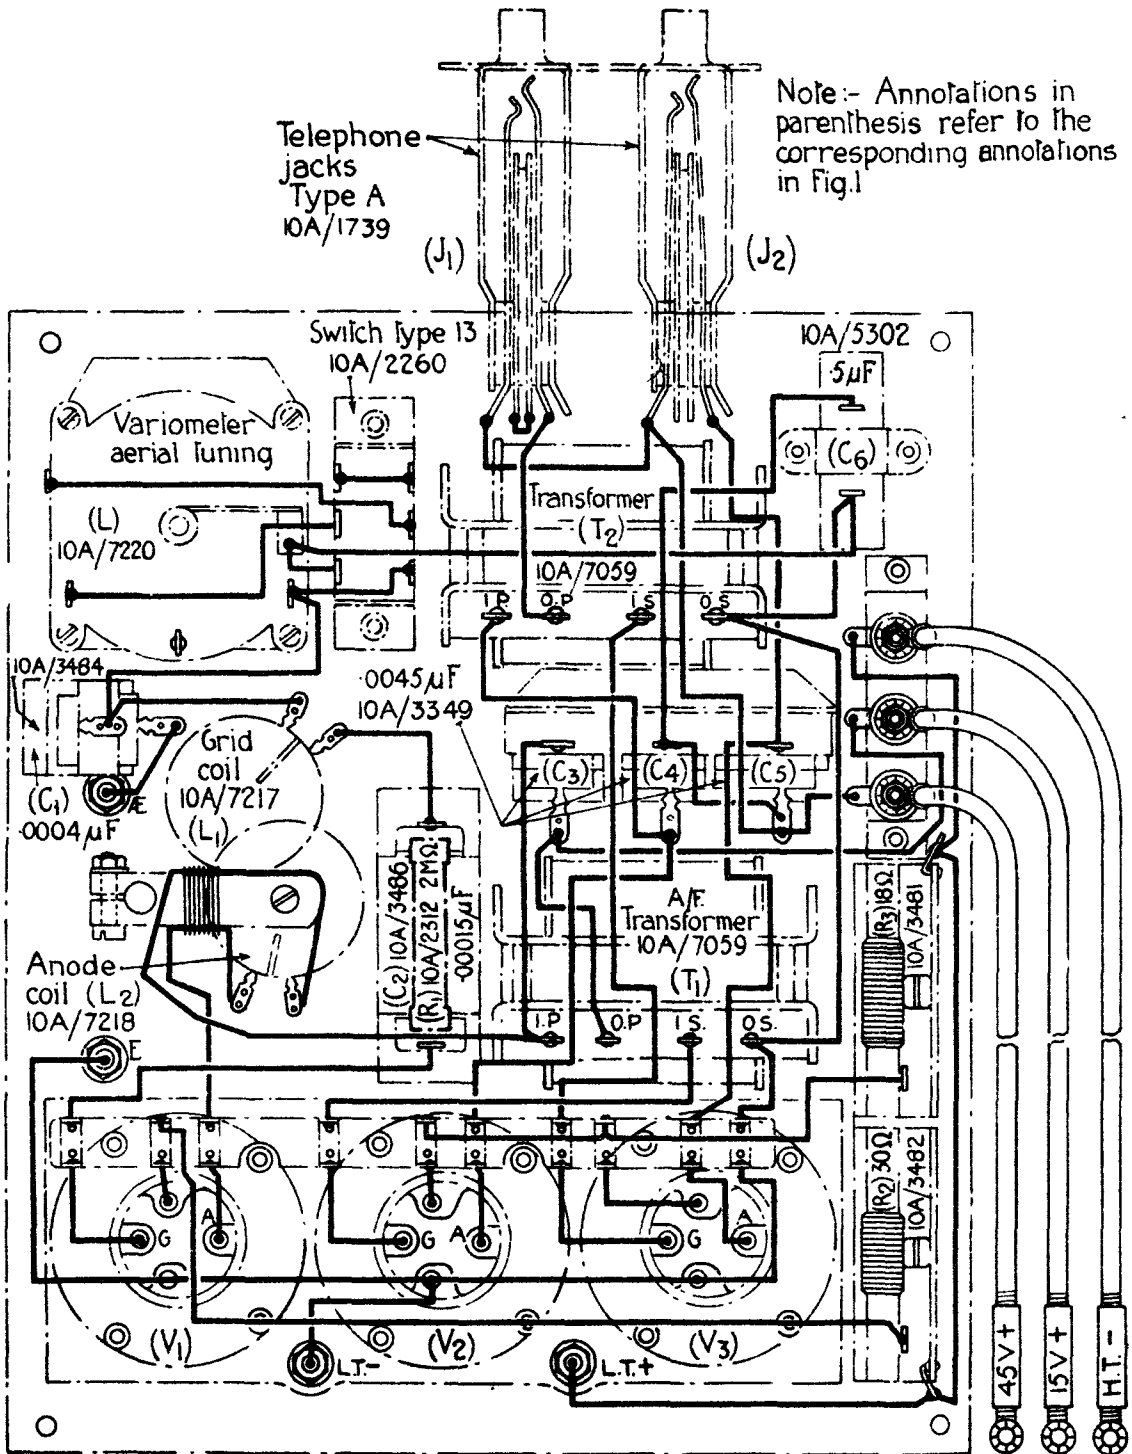 Note:- Annotations in
parenthesis refer to the
corresponding annotations
in Fig.1
Telephone
jacks
Type A
10A/1739
(J1)
(J2)
Switch Type 13
10A/2260
10A/5302
.5µF
(C6)
Variometer
aerial Tuning
(L)
10A/7220
Transformer
(T2)
10A/7059
I.P.
O.P
I.S.
O.S.
10A/3484
(C1)
.0004µF
Æ
Grid
coil
10A/7217
(L1)
.0045µF
10A/3349
(C3)
(C4)
(C5)
(C2) 10A/3486
(R1) 10A/2312 2MΩ
.00015µF
A/F.
Transformer
10A/7059
(T1)
Anode
coil (L2)
10A/7218
E
I.P
O.P
I.S.
O.S.
(R3) 18Ω
10A/3481
(R2) 30Ω
10A/3482
G
A
G
A
G
A
(V1)
(V2)
(V3)
L.T.-
L.T.+
45V +
15V +
H.T. -